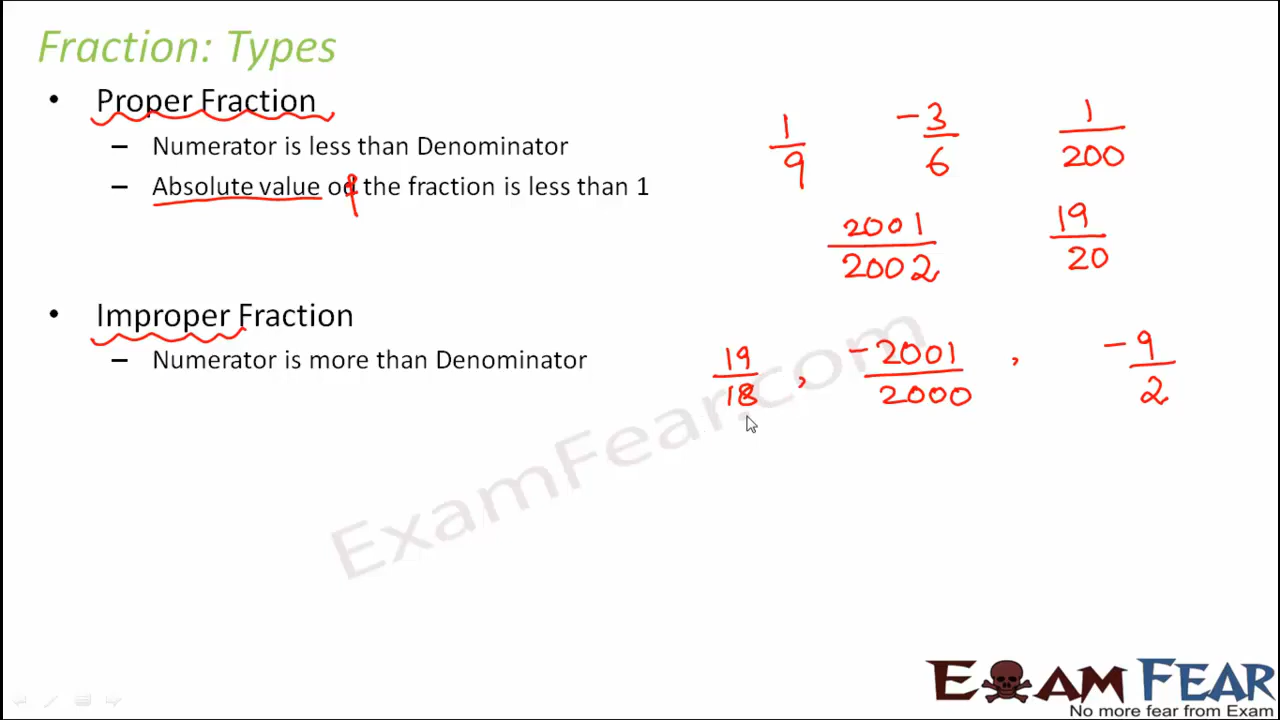 Fraction: Types
• Proper Fraction
– Numerator is less than Denominator
– Absolute value of the fraction is less than 1
1/9 -3/6 1/200
2001/2002 19/20
• Improper Fraction
– Numerator is more than Denominator
19/18 , -2001/2000 , -9/2
ExamFear.com
EXAM FEAR
No more fear from Exam